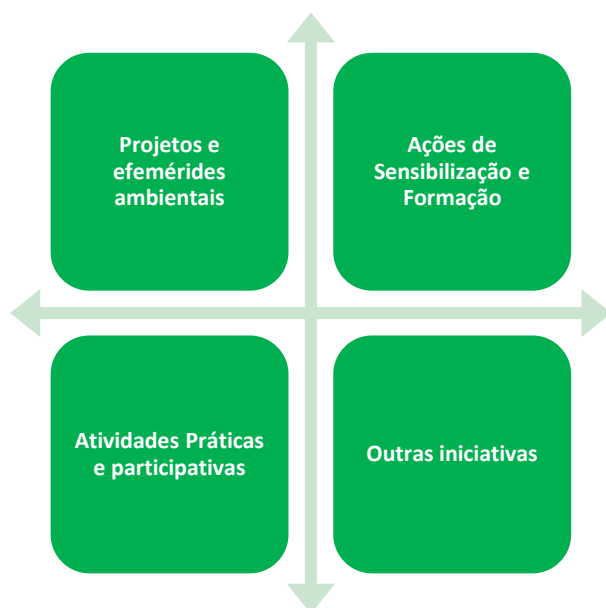 Projetos e
efemérides
ambientais
Ações de
Sensibilização e
Formação
Atividades Práticas
e participativas
Outras iniciativas